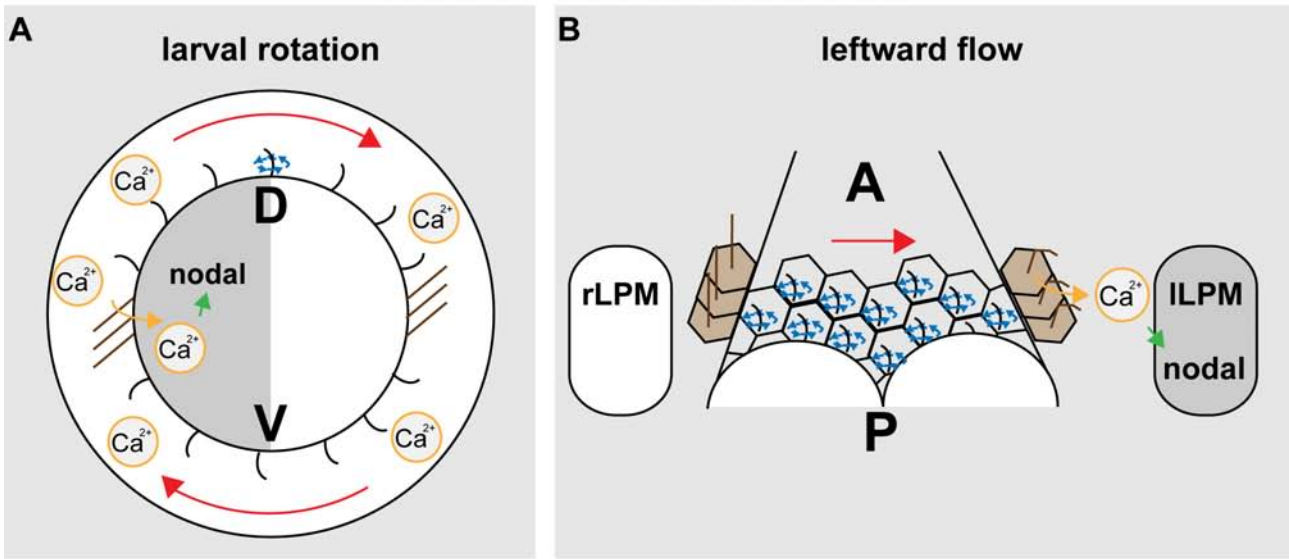 A
larval rotation
Ca2+
D
Ca2+
Ca2+
nodal
Ca2+
V
Ca2+
Ca2+
B
leftward flow
A
rLPM
Ca2+
lLPM
nodal
P